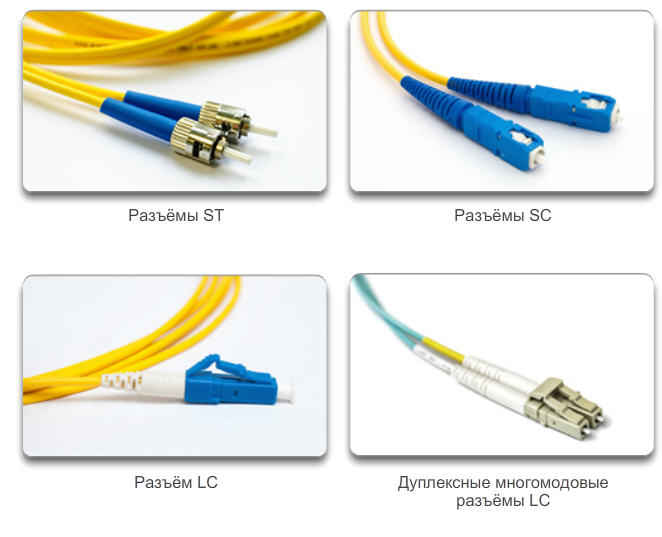 Разъёмы ST
Разъёмы SC
Разъём LC
Дуплексные многомодовые
разъёмы LC